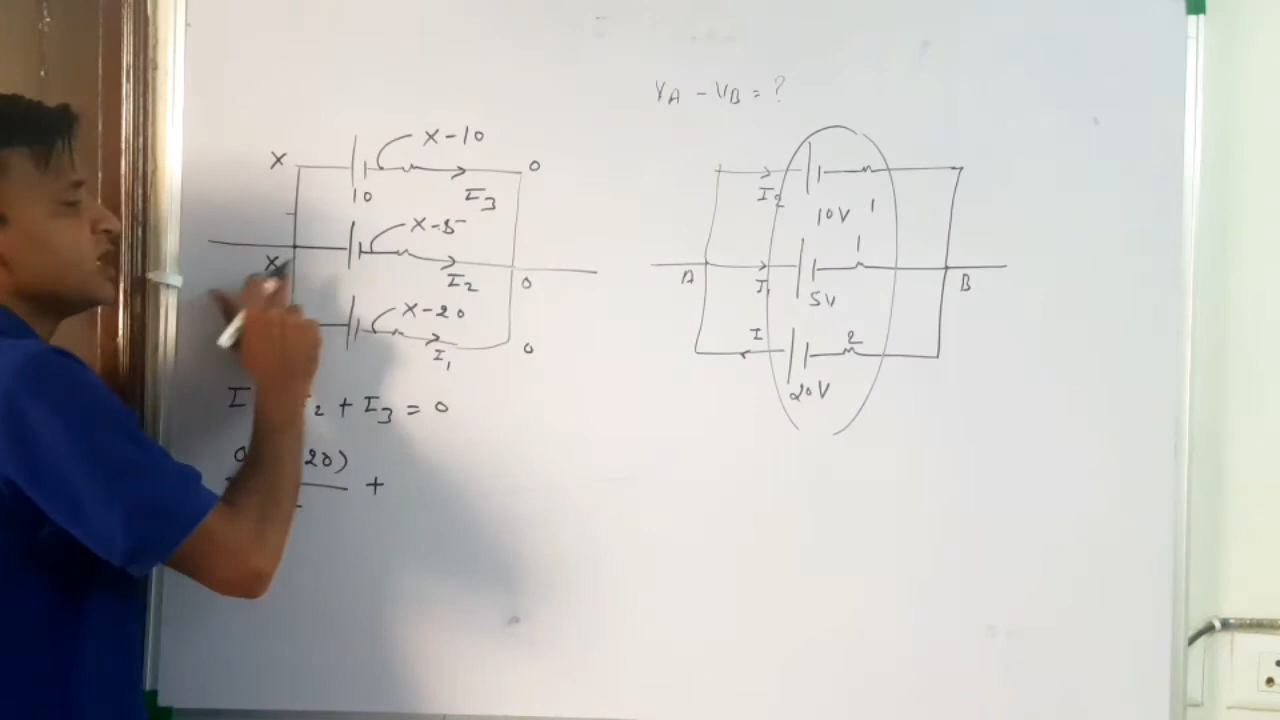 VA - VB = ?
X
X-10
0
10
I3
X
X-5
0
I2
X-20
0
I1
I 2 + I3 = 0
0 20)
+
I2
10V
1
A
I1
5V
1
B
I
20V
2